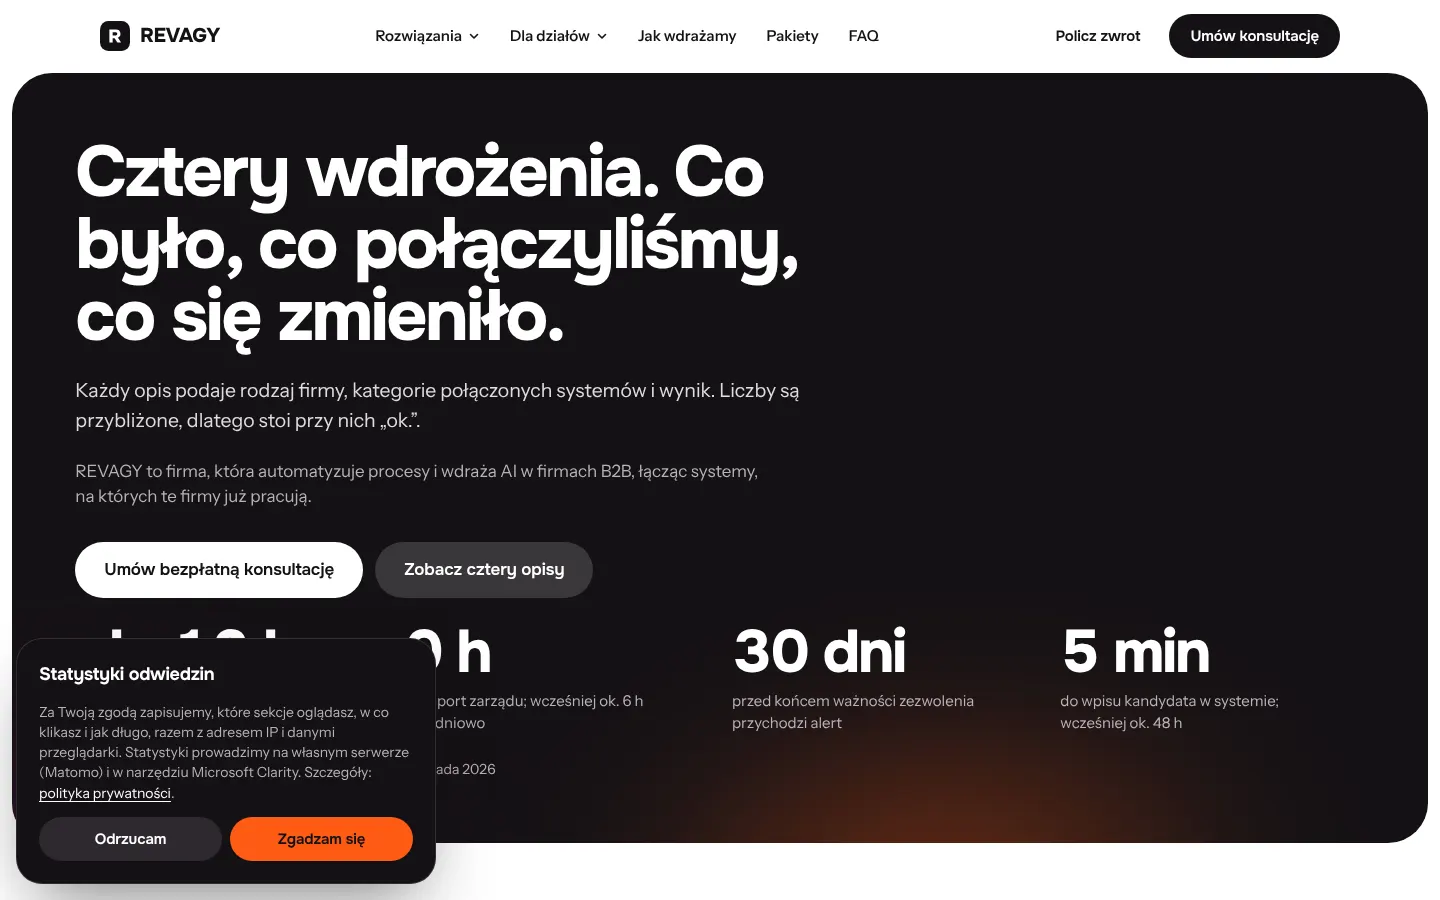 R REVAGY
Rozwiązania
Dla działów
Jak wdrażamy
Pakiety
FAQ
Policz zwrot
Umów konsultację
Cztery wdrożenia. Co
było, co połączyliśmy,
co się zmieniło.
Każdy opis podaje rodzaj firmy, kategorie połączonych systemów i wynik. Liczby są
przybliżone, dlatego stoi przy nich „ok.”.
REVAGY to firma, która automatyzuje procesy i wdraża AI w firmach B2B, łącząc systemy,
na których te firmy już pracują.
Umów bezpłatną konsultację
Zobacz cztery opisy
h
zarządu; wcześniej ok. 6 h
2026
30 dni
przed końcem ważności zezwolenia
przychodzi alert
5 min
do wpisu kandydata w systemie;
wcześniej ok. 48 h
Statystyki odwiedzin
Za Twoją zgodą zapisujemy, które sekcje oglądasz, w co
klikasz i jak długo, razem z adresem IP i danymi
przeglądarki. Statystyki prowadzimy na własnym serwerze
(Matomo) i w narzędziu Microsoft Clarity. Szczegóły:
polityka prywatności.
Odrzucam
Zgadzam się